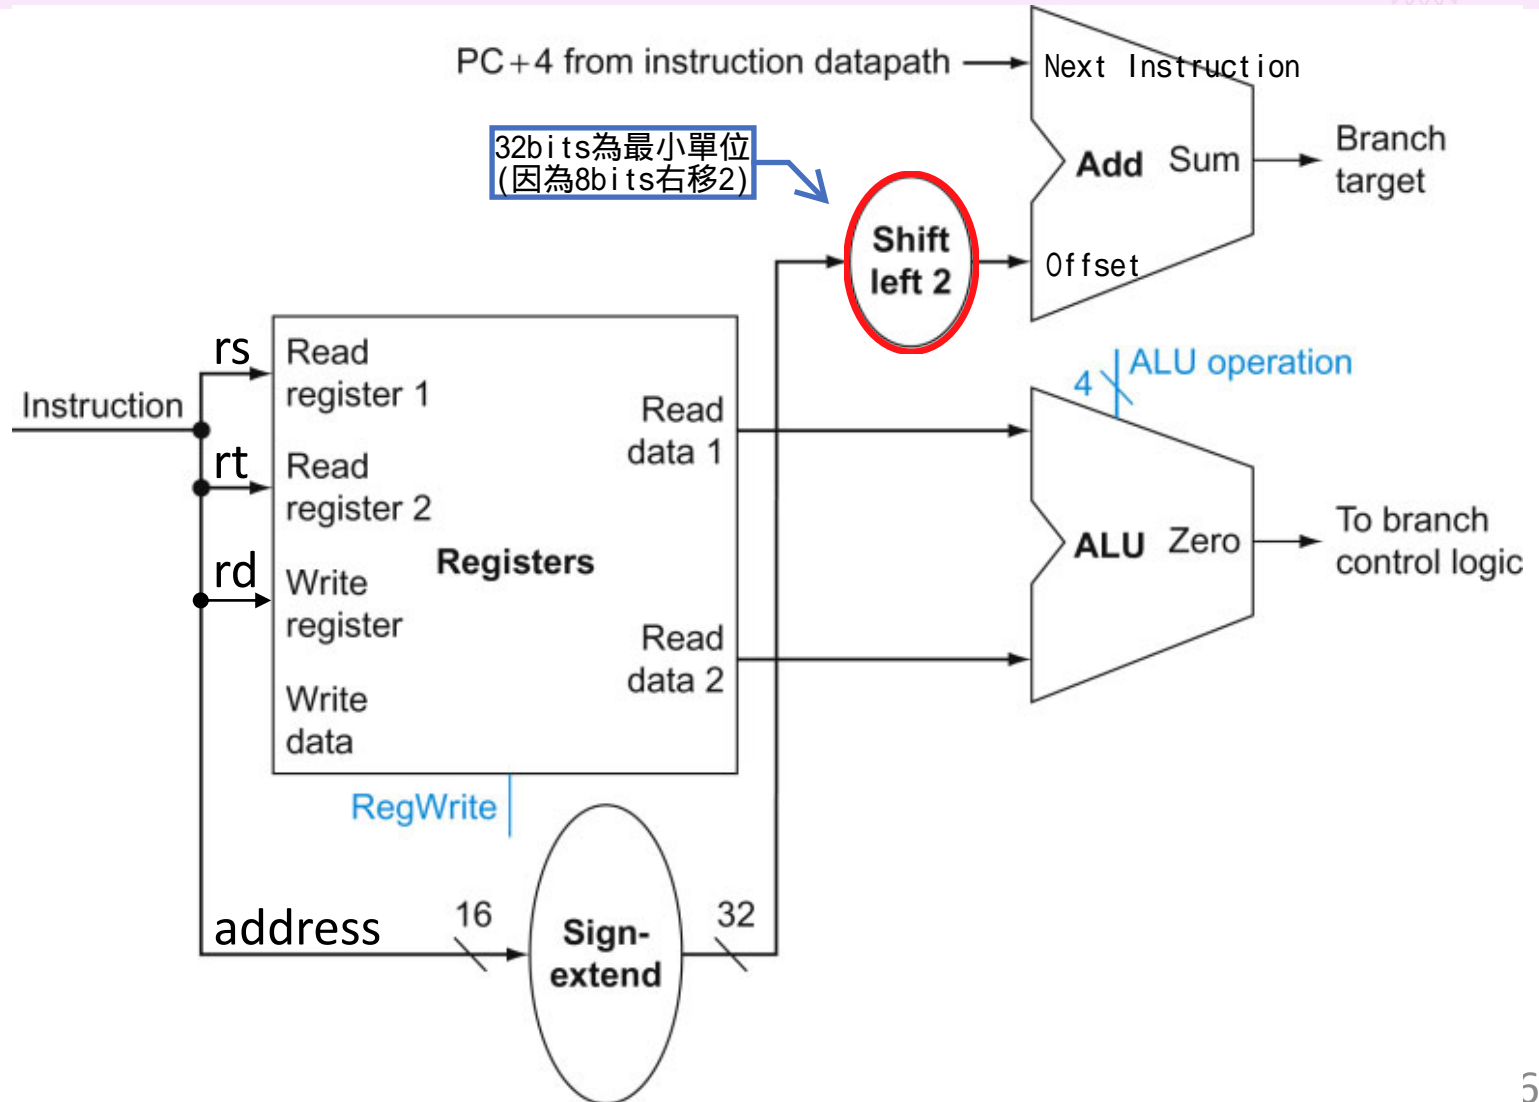 PC+4 from instruction datapath
Next Instruction
32bits為最小單位
(因為8bits右移2)
Branch
target
Add Sum
Shift
left 2
Offset
rs
Read
register 1
Instruction
Read
data 1
4
ALU operation
rt
Read
register 2
Registers
ALU Zero
To branch
control logic
rd
Write
register
Read
data 2
Write
data
RegWrite
address
16
Sign-
extend
32